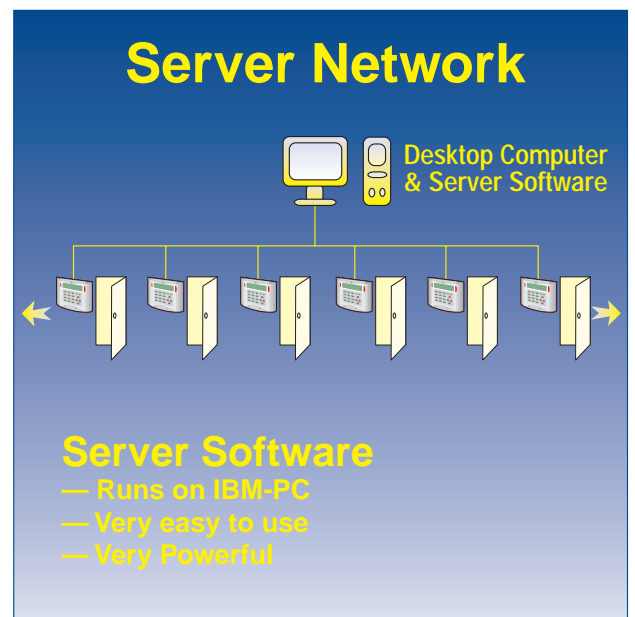 Server Network
Desktop Computer
& Server Software
Server Software
— Runs on IBM-PC
— Very easy to use
— Very Powerful